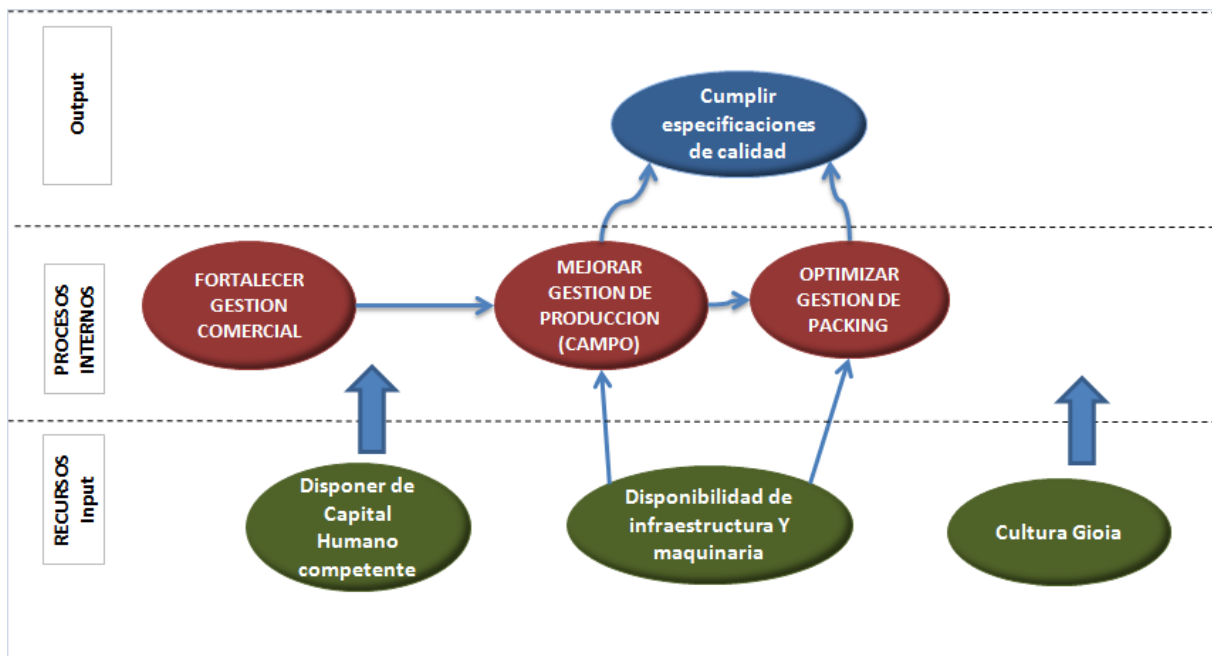 Output
Cumplir
especificaciones
de calidad
PROCESOS
INTERNOS
FORTALECER
GESTION
COMERCIAL
MEJORAR
GESTION DE
PRODUCCION
(CAMPO)
OPTIMIZAR
GESTION DE
PACKING
RECURSOS
Input
Disponer de
Capital
Humano
competente
Disponibilidad de
infraestructura Y
maquinaria
Cultura Gioia